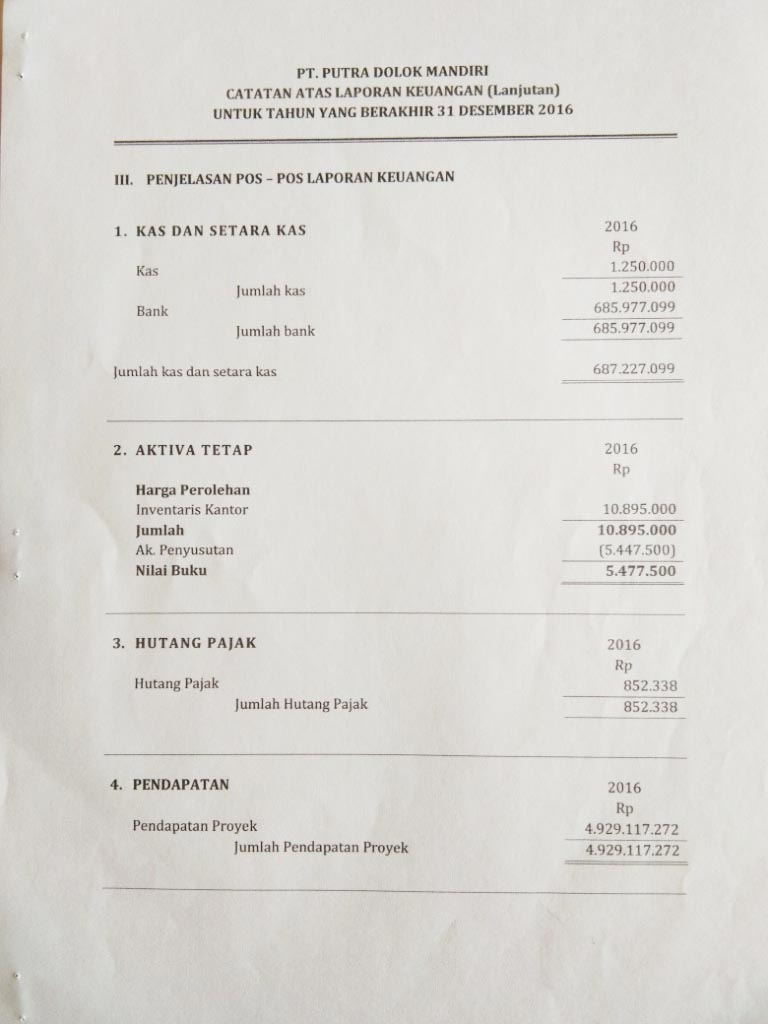 PT. PUTRA DOLOK MANDIRI
CATATAN ATAS LAPORAN KEUANGAN (Lanjutan)
UNTUK TAHUN YANG BERAKHIR 31 DESEMBER 2016
III. PENJELASAN POS – POS LAPORAN KEUANGAN
1. KAS DAN SETARA KAS 2016
Rp
Kas 1.250.000
Jumlah kas 1.250.000
Bank 685.977.099
Jumlah bank 685.977.099
Jumlah kas dan setara kas 687.227.099
2. AKTIVA TETAP 2016
Rp
Harga Perolehan
Inventaris Kantor 10.895.000
Jumlah 10.895.000
Ak. Penyusutan (5.447.500)
Nilai Buku 5.477.500
3. HUTANG PAJAK 2016
Rp
Hutang Pajak 852.338
Jumlah Hutang Pajak 852.338
4. PENDAPATAN 2016
Rp
Pendapatan Proyek 4.929.117.272
Jumlah Pendapatan Proyek 4.929.117.272